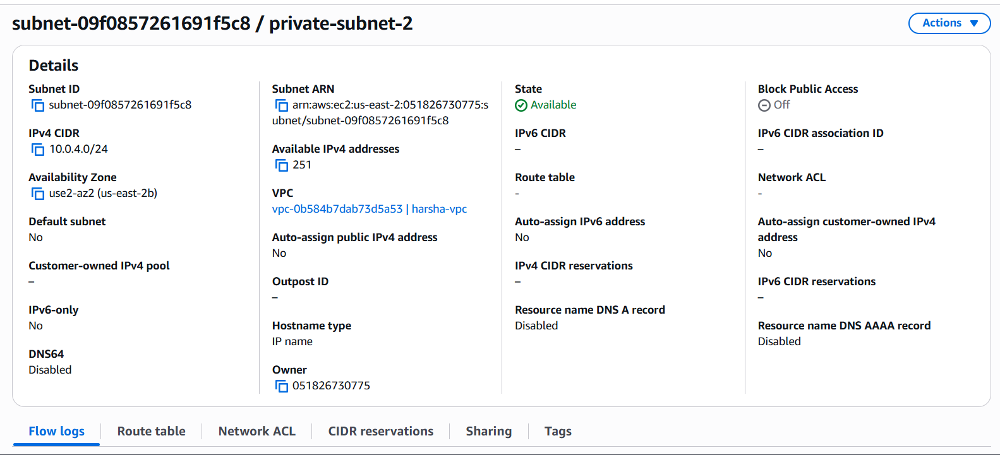 subnet-09f0857261691f5c8 / private-subnet-2
Actions
Details
Subnet ID
subnet-09f0857261691f5c8
IPv4 CIDR
10.0.4.0/24
Availability Zone
use2-az2 (us-east-2b)
Default subnet
No
Customer-owned IPv4 pool
–
IPv6-only
No
DNS64
Disabled
Subnet ARN
arn:aws:ec2:us-east-2:051826730775:s
ubnet/subnet-09f0857261691f5c8
Available IPv4 addresses
251
VPC
vpc-0b584b7dab73d5a53 | harsha-vpc
Auto-assign public IPv4 address
No
Outpost ID
–
Hostname type
IP name
Owner
051826730775
State
Available
IPv6 CIDR
–
Route table
-
Auto-assign IPv6 address
No
IPv4 CIDR reservations
–
Resource name DNS A record
Disabled
Block Public Access
Off
IPv6 CIDR association ID
–
Network ACL
-
Auto-assign customer-owned IPv4
address
No
IPv6 CIDR reservations
–
Resource name DNS AAAA record
Disabled
Flow logs
Route table
Network ACL
CIDR reservations
Sharing
Tags